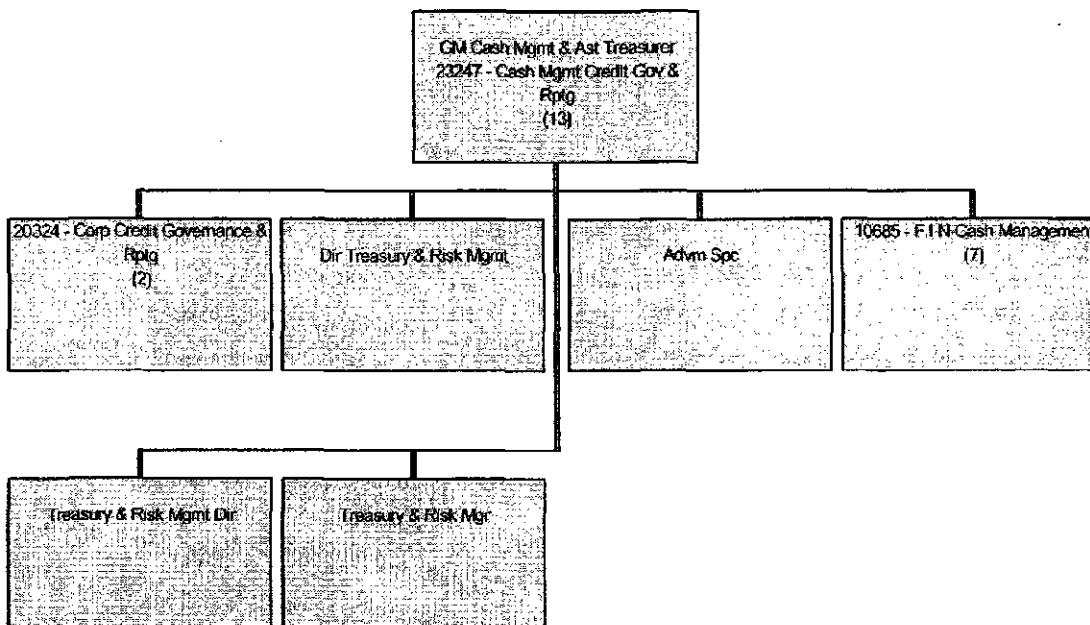 GM Cash Mgmt & Ast Treasurer
23247 - Cash Mgmt Credit Gov &
Rptg
(13)
20324 - Corp Credit Governance &
Rptg
(2)
Dir Treasury & Risk Mgmt
Advm Spc
10685 - F I N-Cash Management
(7)
Treasury & Risk Mgmt Dir
Treasury & Risk Mgr